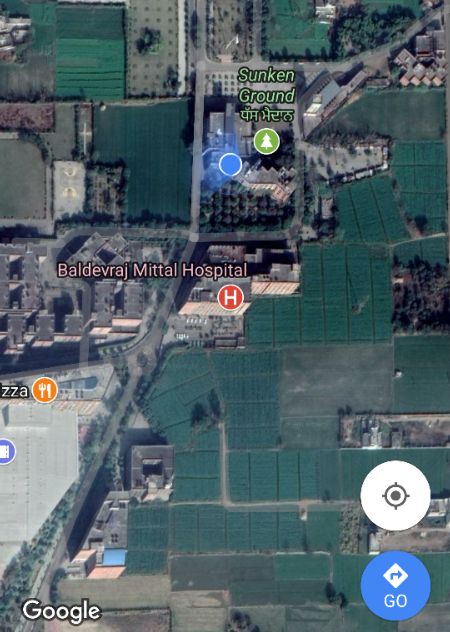 Sunken
Ground
ਧੱਸ ਮੈਦਾਨ
Baldevraj Mittal Hospital
H
zza
GO
Google